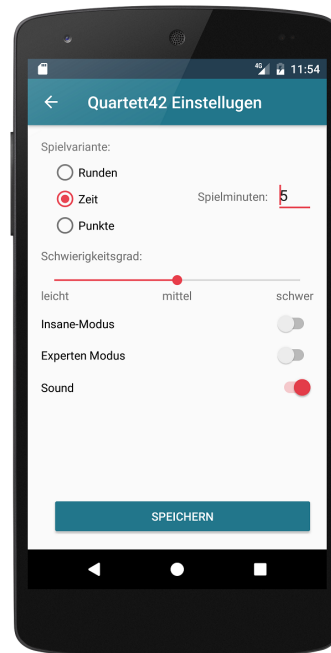 4G 11:54
Quartett42 Einstellugen
Spielvariante:
Runden
Zeit Spielminuten: 5
Punkte
Schwierigkeitsgrad:
leicht mittel schwer
Insane-Modus
Experten Modus
Sound
SPEICHERN